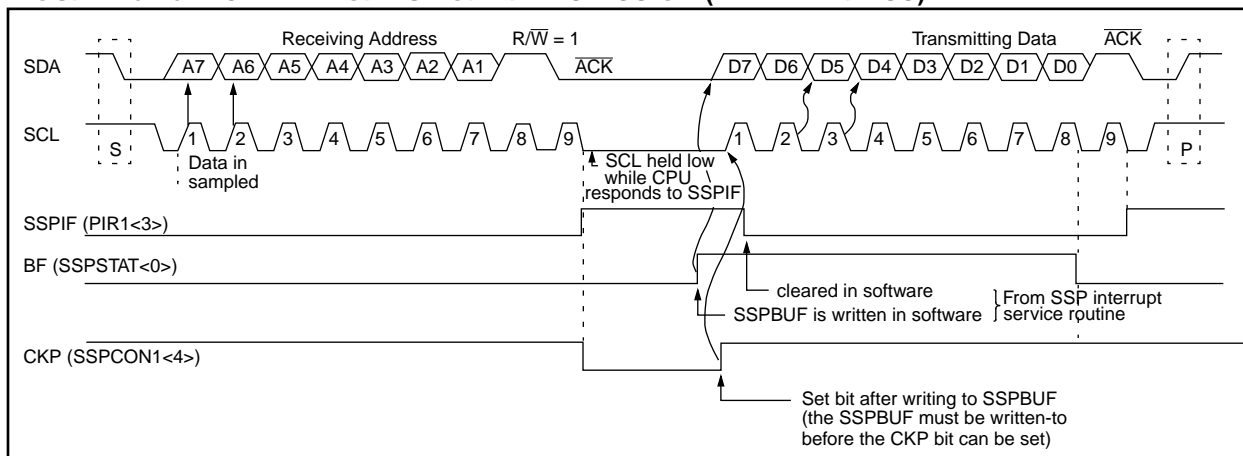 Receiving Address
R/W = 1
Transmitting Data
ACK
SDA
A7 A6 A5 A4 A3 A2 A1
ACK
D7 D6 D5 D4 D3 D2 D1 D0
SCL
S
1 2 3 4 5 6 7 8 9
1 2 3 4 5 6 7 8 9
P
Data in
sampled
SCL held low
while CPU
responds to SSPIF
SSPIF (PIR1<3>)
BF (SSPSTAT<0>)
cleared in software
SSPBUF is written in software
From SSP interrupt
service routine
CKP (SSPCON1<4>)
Set bit after writing to SSPBUF
(the SSPBUF must be written-to
before the CKP bit can be set)